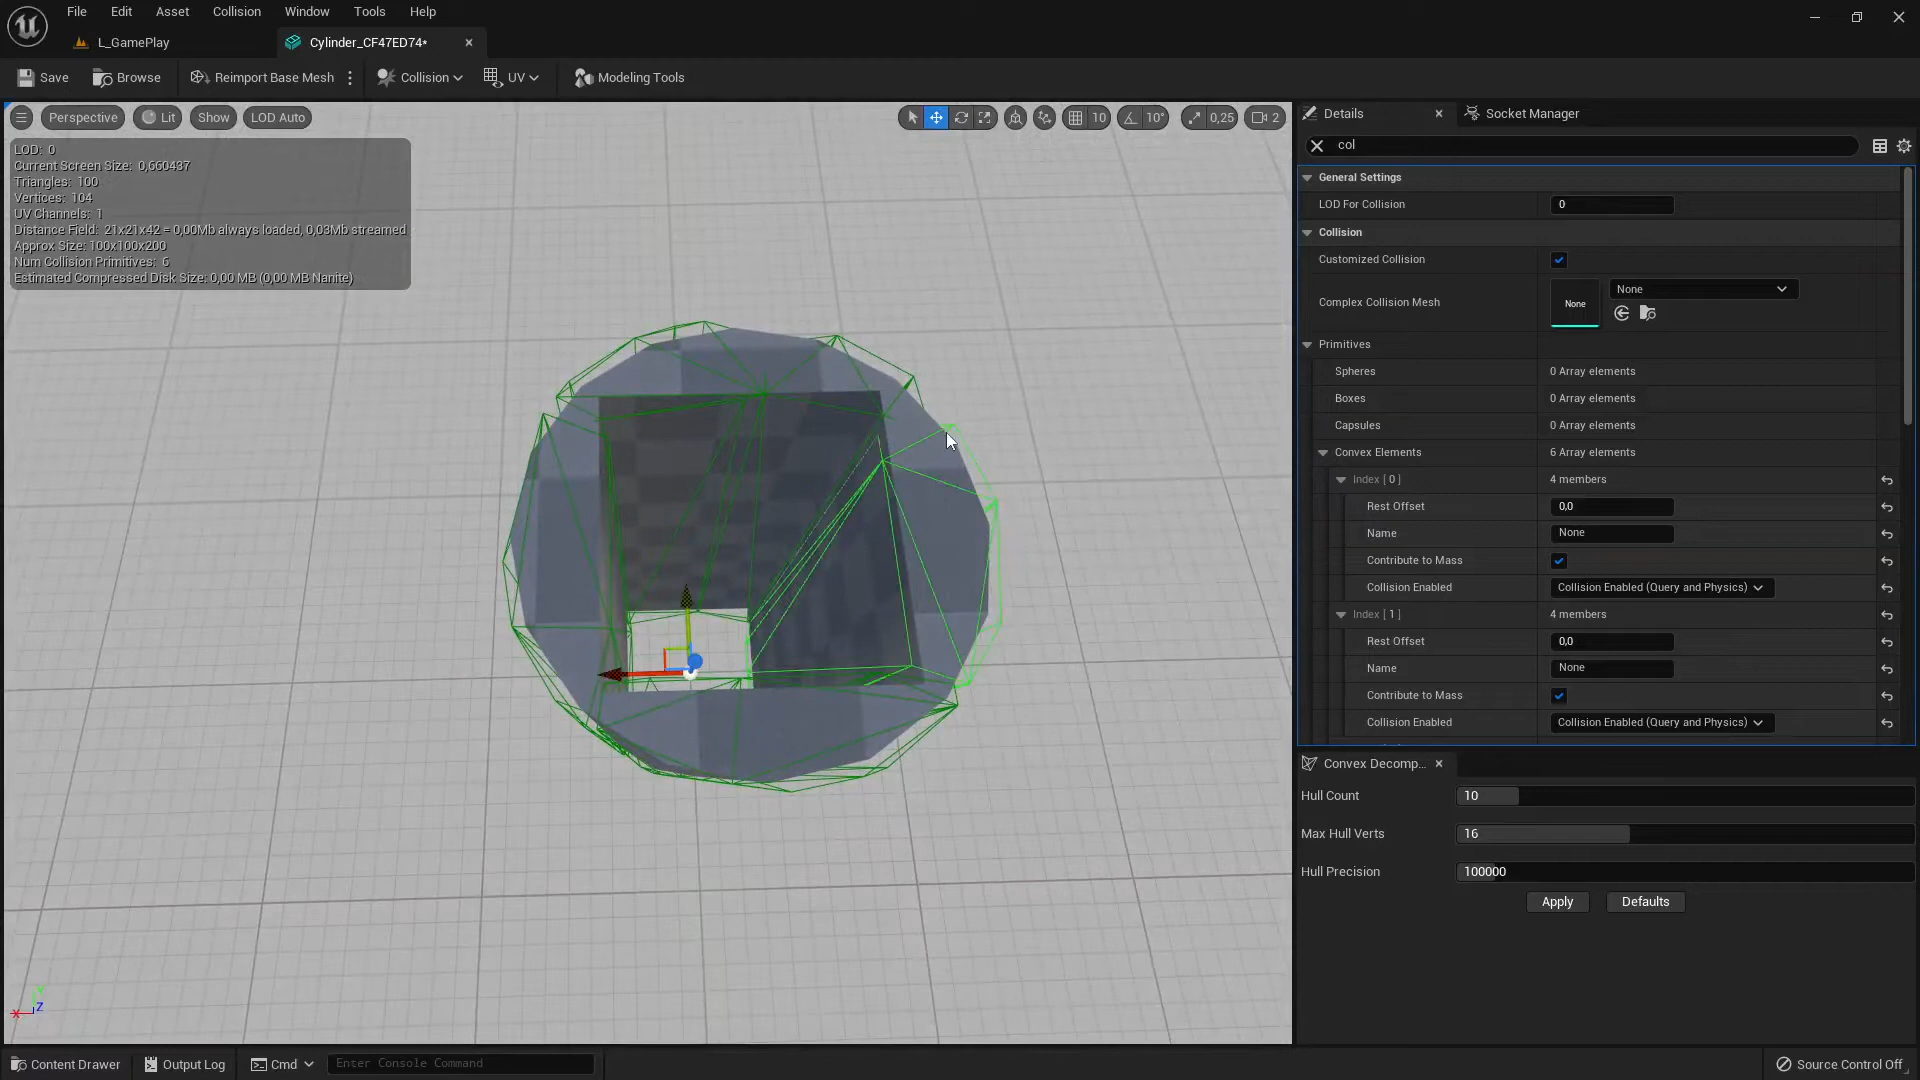 File Edit Asset Collision Window Tools Help
L_GamePlay
Cylinder_CF47ED74*
Save Browse Reimport Base Mesh Collision UV Modeling Tools
Perspective Lit Show LOD Auto 10 10° 0,25 2
LOD: 0
Current Screen Size: 0,660437
Triangles: 100
Vertices: 104
UV Channels: 1
Distance Field: 21x21x42 = 0,00Mb always loaded, 0,03Mb streamed
Approx Size: 100x100x200
Num Collision Primitives: 6
Estimated Compressed Disk Size: 0,00 MB (0,00 MB Nanite)
Details Socket Manager
col
General Settings
LOD For Collision 0
Collision
Customized Collision
Complex Collision Mesh None None
Primitives
Spheres 0 Array elements
Boxes 0 Array elements
Capsules 0 Array elements
Convex Elements 6 Array elements
Index [ 0 ] 4 members
Rest Offset 0,0
Name None
Contribute to Mass
Collision Enabled Collision Enabled (Query and Physics)
Index [ 1 ] 4 members
Rest Offset 0,0
Name None
Contribute to Mass
Collision Enabled Collision Enabled (Query and Physics)
Convex Decomp...
Hull Count 10
Max Hull Verts 16
Hull Precision 100000
Apply Defaults
X Y Z
Content Drawer Output Log Cmd Enter Console Command Source Control Off